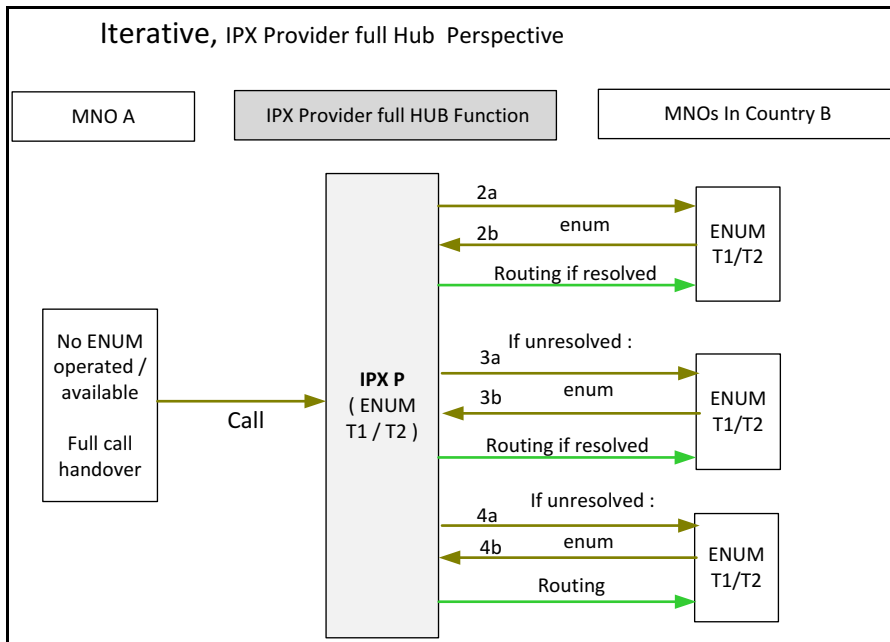 Iterative, IPX Provider full Hub Perspective
MNO A
IPX Provider full HUB Function
MNOs In Country B
2a
enum
2b
Routing if resolved
ENUM
T1/T2
No ENUM
operated /
available
Full call
handover
Call
IPX P
( ENUM
T1 / T2 )
If unresolved :
3a
enum
3b
Routing if resolved
ENUM
T1/T2
If unresolved :
4a
enum
4b
Routing
ENUM
T1/T2